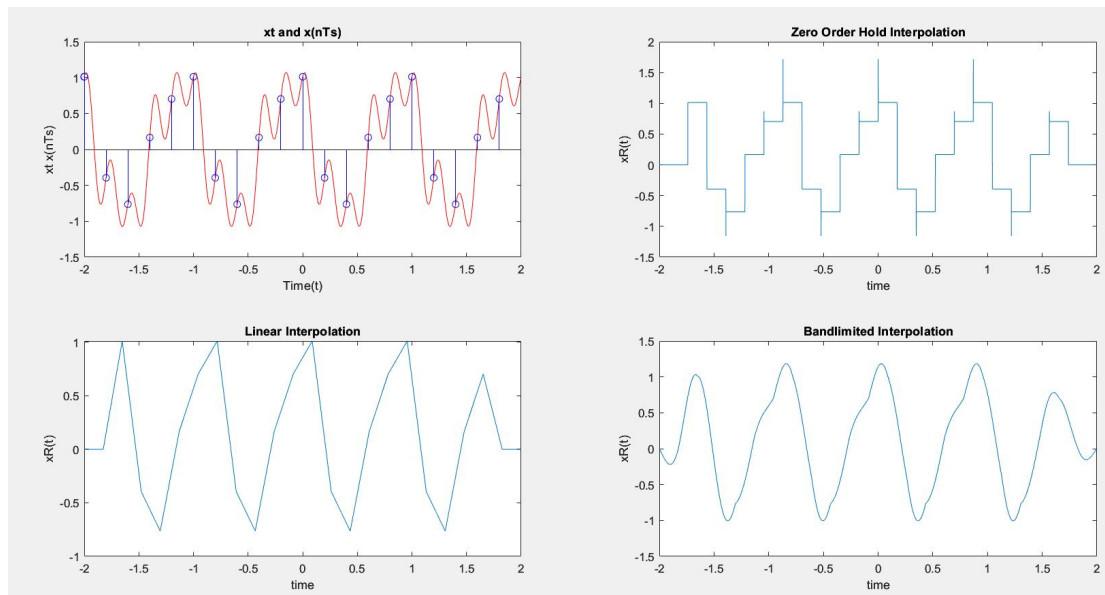 xt and x(nTs)
1.5
1
0.5
0
-0.5
-1
-1.5
xt x(nTs)
-2 -1.5 -1 -0.5 0 0.5 1 1.5 2
Time(t)
Zero Order Hold Interpolation
2
1.5
1
0.5
0
-0.5
-1
-1.5
xR(t)
-2 -1.5 -1 -0.5 0 0.5 1 1.5 2
time
Linear Interpolation
1
0.5
0
-0.5
-1
xR(t)
-2 -1.5 -1 -0.5 0 0.5 1 1.5 2
time
Bandlimited Interpolation
1.5
1
0.5
0
-0.5
-1
-1.5
xR(t)
-2 -1.5 -1 -0.5 0 0.5 1 1.5 2
time